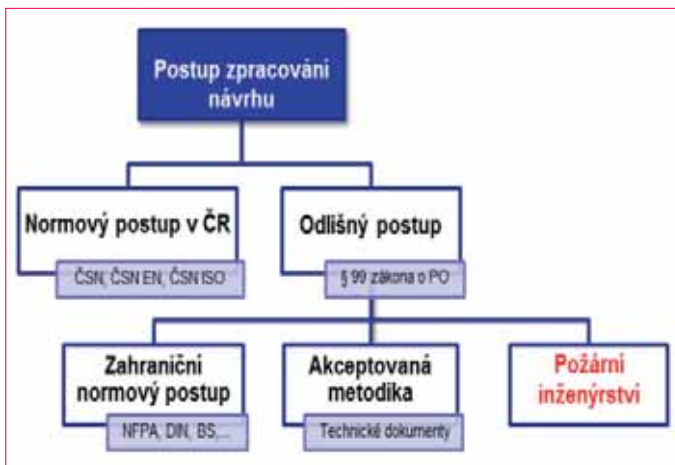 Postup zpracování
návrhu
Normový postup v ČR
ČSN, ČSN EN, ČSN ISO
Odlišný postup
§ 99 zákona o PO
Zahraniční
normový postup
NFPA, DIN, BS,...
Akceptovaná
metodika
Technické dokumenty
Požární
inženýrství